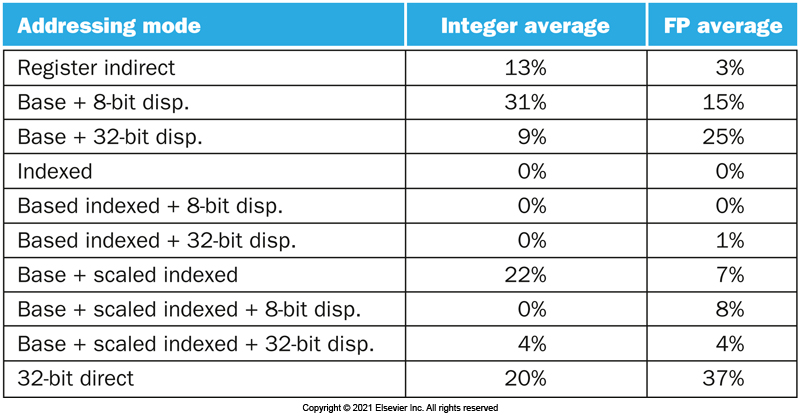 Addressing mode Integer average FP average
Register indirect 13% 3%
Base + 8-bit disp. 31% 15%
Base + 32-bit disp. 9% 25%
Indexed 0% 0%
Based indexed + 8-bit disp. 0% 0%
Based indexed + 32-bit disp. 0% 1%
Base + scaled indexed 22% 7%
Base + scaled indexed + 8-bit disp. 0% 8%
Base + scaled indexed + 32-bit disp. 4% 4%
32-bit direct 20% 37%
Copyright © 2021 Elsevier Inc. All rights reserved